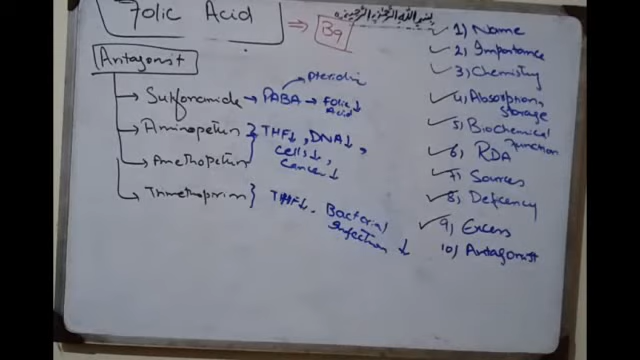 Folic Acid
⇒ B9
بسم الله الرحمن الرحيم
Antagonist
→ Sulfonamide → PABA → Folic Acid ↓
Pteridin
→ Aminopetrin } THF↓, DNA↓,
Cells↓,
Cancer↓
→ Amethopetrin
→ Trimethoprim } THF↓. Bacterial
Infection ↓
✓ 1) Name
✓ 2) Importance
✓ 3) Chemistry
✓ 4) Absorption, Storage
✓ 5) Biochemical Function
✓ 6) RDA
✓ 7) Sources
✓ 8) Defcency
✓ 9) Excess
10) Antagonist